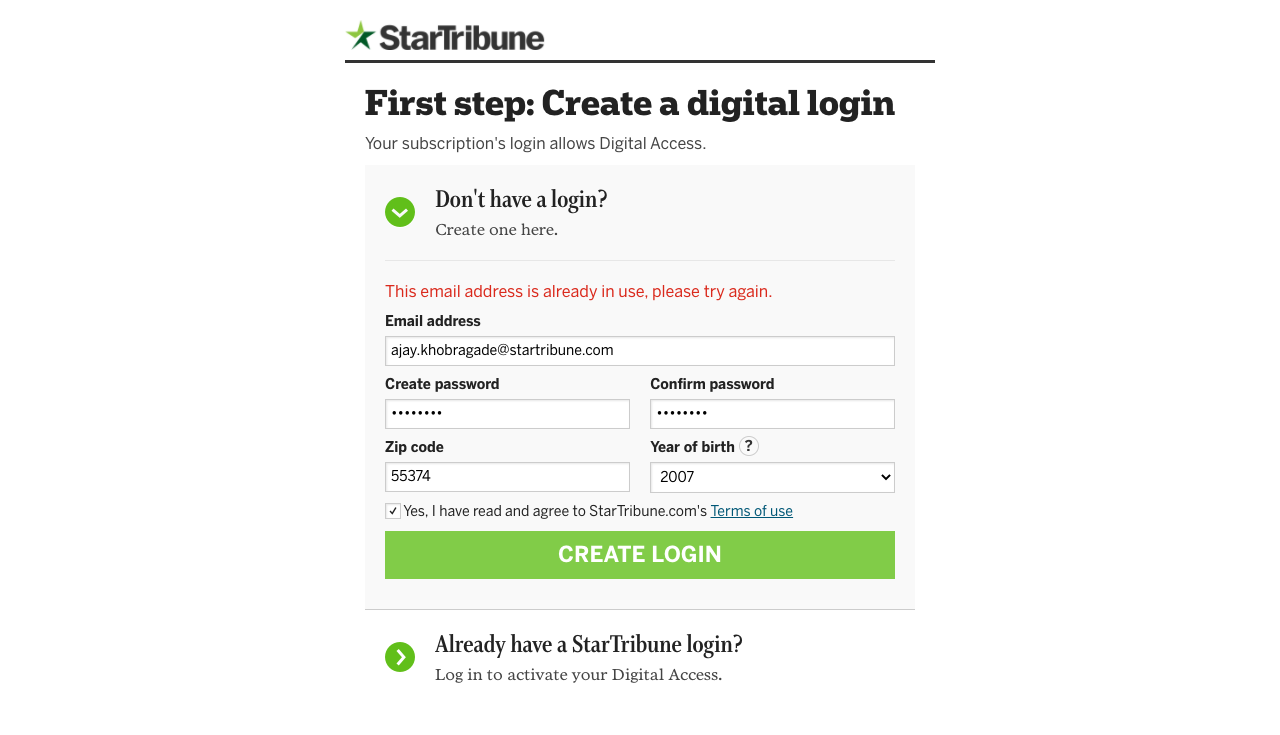 StarTribune
First step: Create a digital login
Your subscription's login allows Digital Access.
Don't have a login?
Create one here.
This email address is already in use, please try again.
Email address
ajay.khobragade@startribune.com
Create password Confirm password
•••••••• ••••••••
Zip code Year of birth ?
55374 2007
Yes, I have read and agree to StarTribune.com's Terms of use
CREATE LOGIN
Already have a StarTribune login?
Log in to activate your Digital Access.